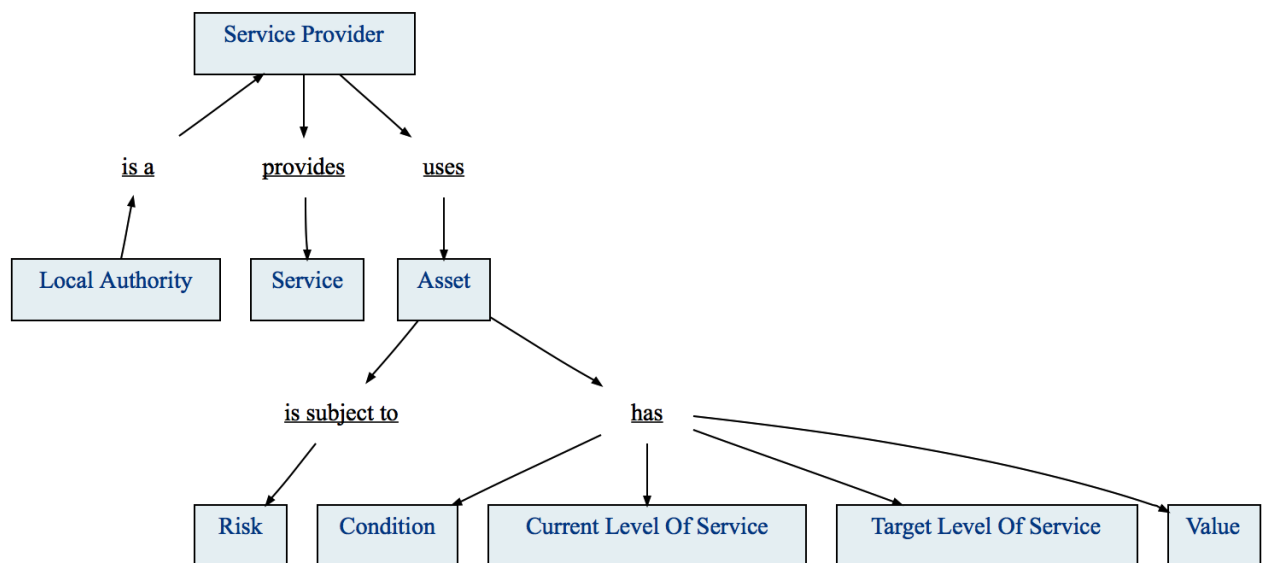 Service Provider
is a
provides
uses
Local Authority
Service
Asset
is subject to
has
Risk
Condition
Current Level Of Service
Target Level Of Service
Value